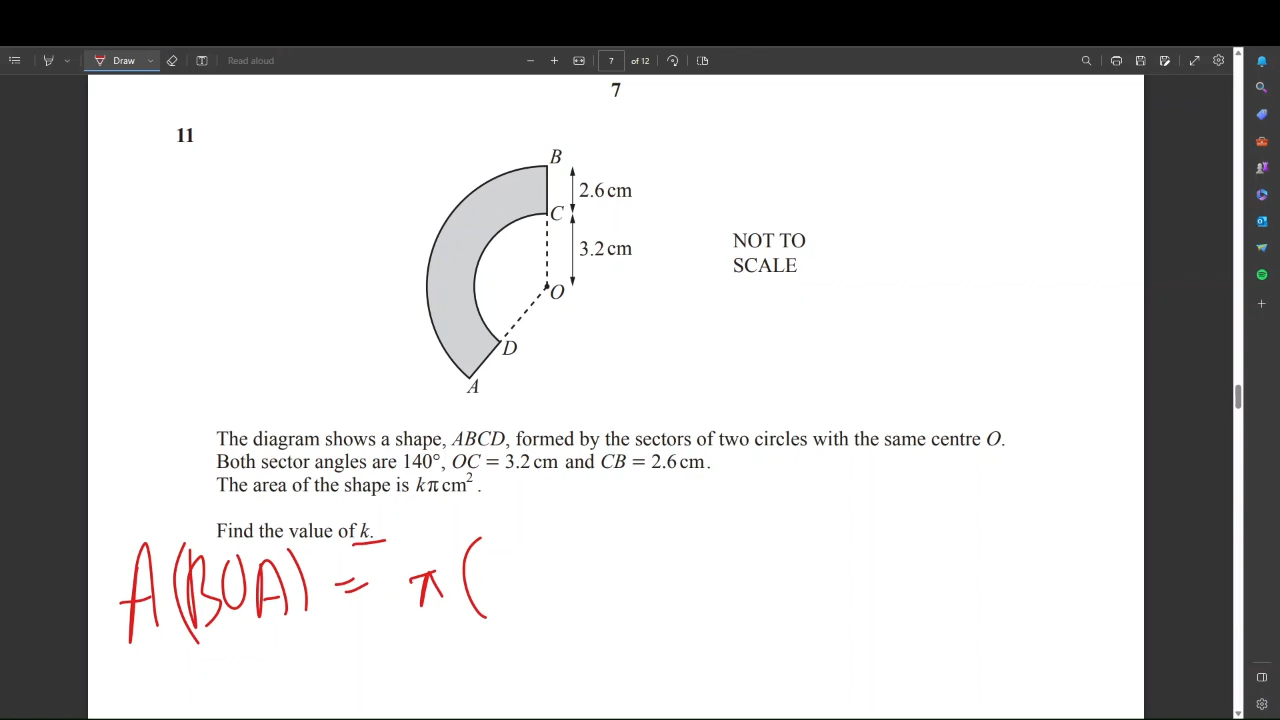 Draw
Read aloud
7
of 12
7
11
B
2.6 cm
C
3.2 cm
NOT TO
SCALE
O
D
A
The diagram shows a shape, ABCD, formed by the sectors of two circles with the same centre O.
Both sector angles are 140°, OC = 3.2 cm and CB = 2.6 cm.
The area of the shape is kπ cm².
Find the value of k.
A(BOA) = π(